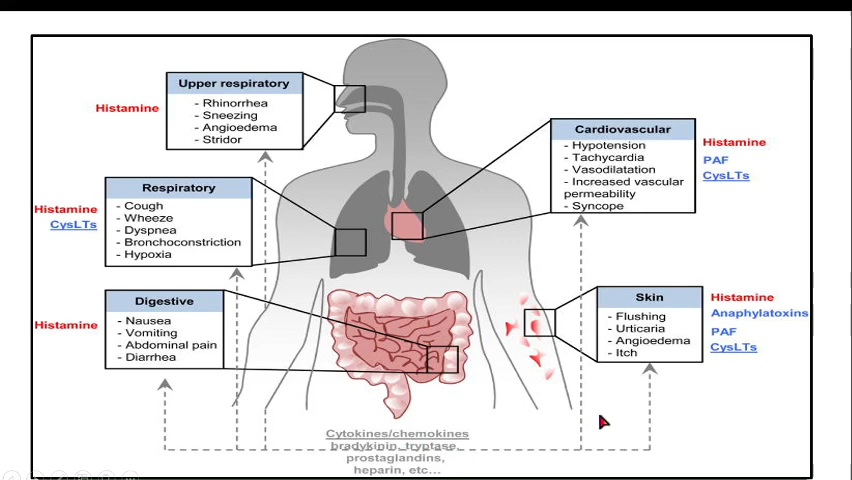 Upper respiratory
- Rhinorrhea
- Sneezing
- Angioedema
- Stridor
Histamine
Cardiovascular
- Hypotension
- Tachycardia
- Vasodilatation
- Increased vascular
permeability
- Syncope
Histamine
PAF
CysLTs
Respiratory
- Cough
- Wheeze
- Dyspnea
- Bronchoconstriction
- Hypoxia
Histamine
CysLTs
Digestive
- Nausea
- Vomiting
- Abdominal pain
- Diarrhea
Histamine
Skin
- Flushing
- Urticaria
- Angioedema
- Itch
Histamine
Anaphylatoxins
PAF
CysLTs
Cytokines/chemokines
bradykinin, tryptase,
prostaglandins,
heparin, etc...